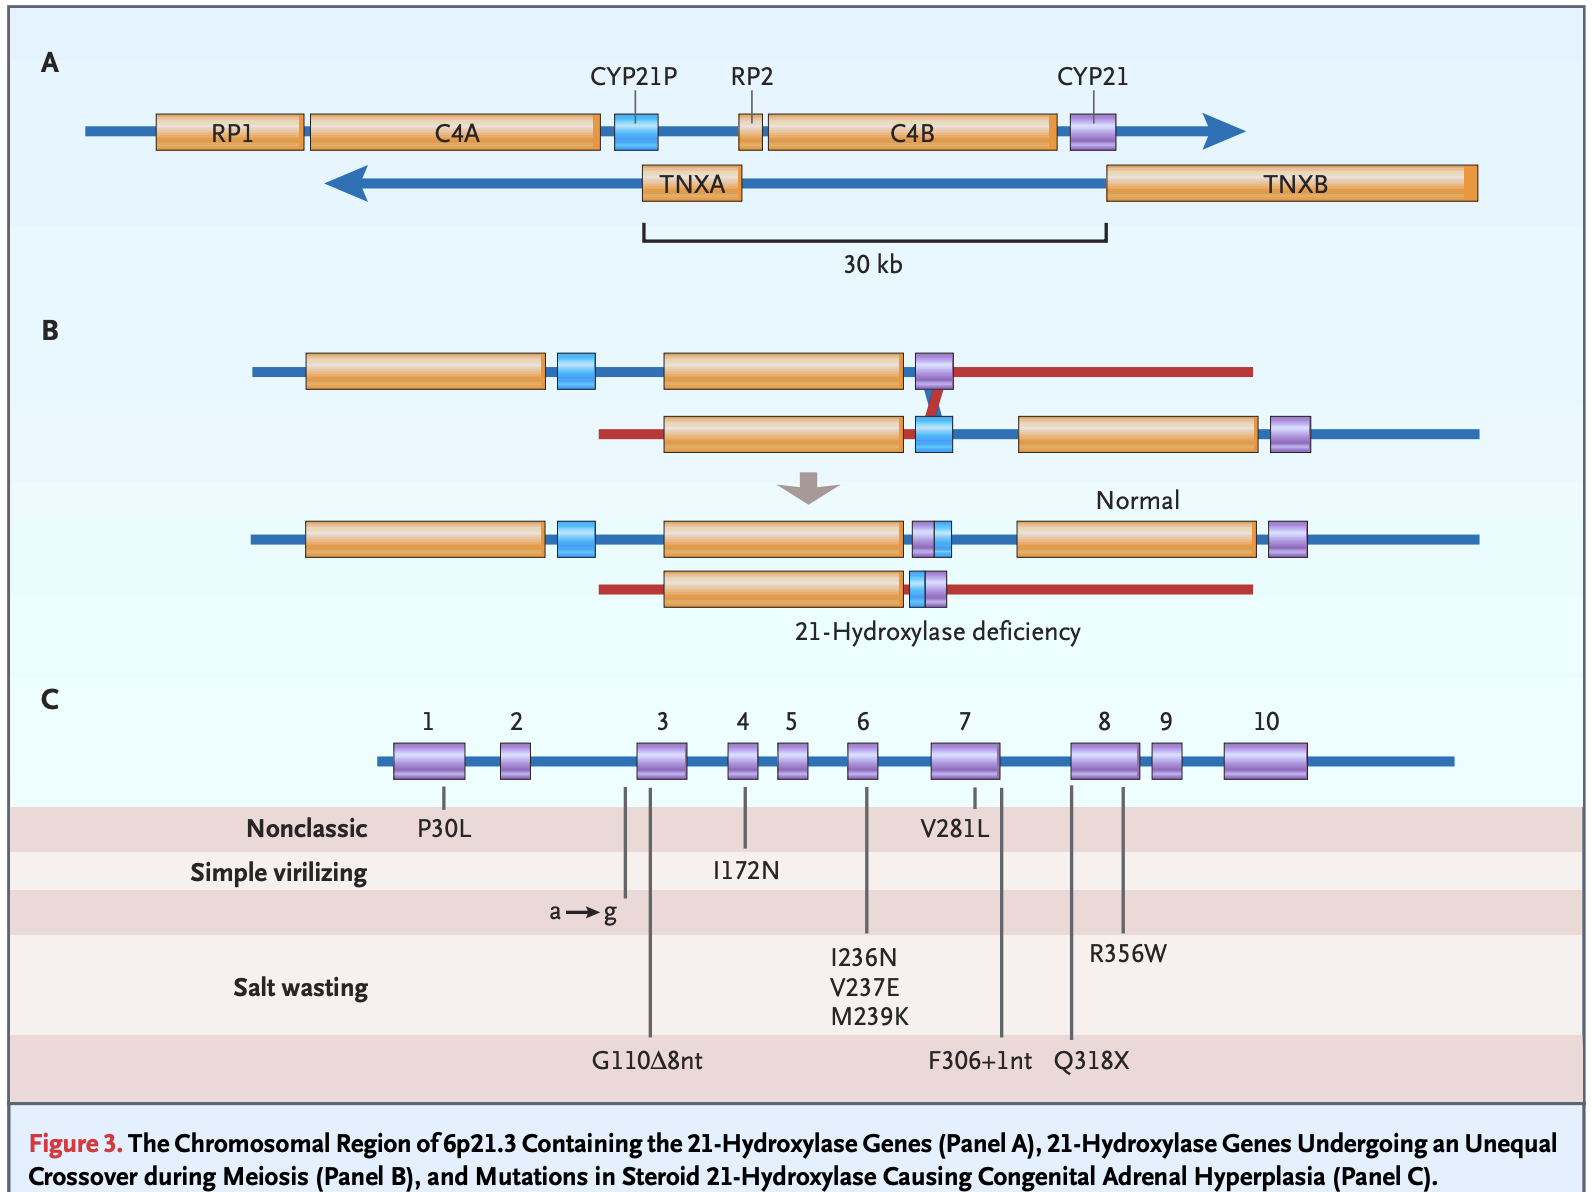 A
CYP21P RP2 CYP21
RP1 C4A C4B
TNXA TNXB
30 kb
B
Normal
21-Hydroxylase deficiency
C
1 2 3 4 5 6 7 8 9 10
Nonclassic P30L V281L
Simple virilizing I172N
a→g
I236N R356W
V237E
Salt wasting
M239K
G110Δ8nt F306+1nt Q318X
Figure 3. The Chromosomal Region of 6p21.3 Containing the 21-Hydroxylase Genes (Panel A), 21-Hydroxylase Genes Undergoing an Unequal
Crossover during Meiosis (Panel B), and Mutations in Steroid 21-Hydroxylase Causing Congenital Adrenal Hyperplasia (Panel C).